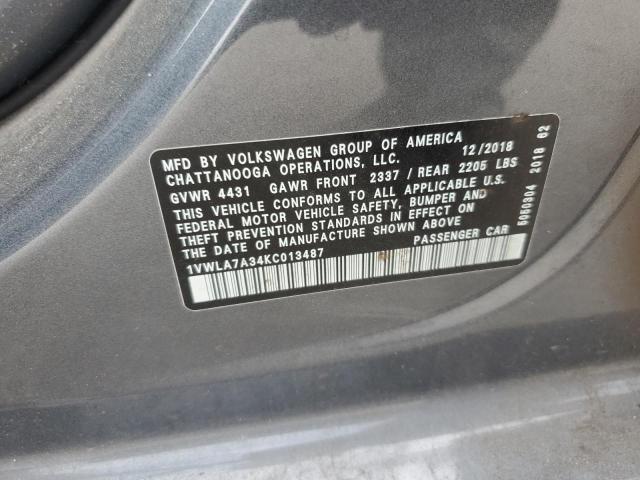 MFD BY VOLKSWAGEN GROUP OF AMERICA 12/2018
CHATTANOOGA OPERATIONS, LLC.
GVWR 4431 GAWR FRONT 2337 / REAR 2205 LBS
THIS VEHICLE CONFORMS TO ALL APPLICABLE U.S.
FEDERAL MOTOR VEHICLE SAFETY, BUMPER AND
THEFT PREVENTION STANDARDS IN EFFECT ON
THE DATE OF MANUFACTURE SHOWN ABOVE
1VWLA7A34KC013487 PASSENGER CAR
5050304 2018 62